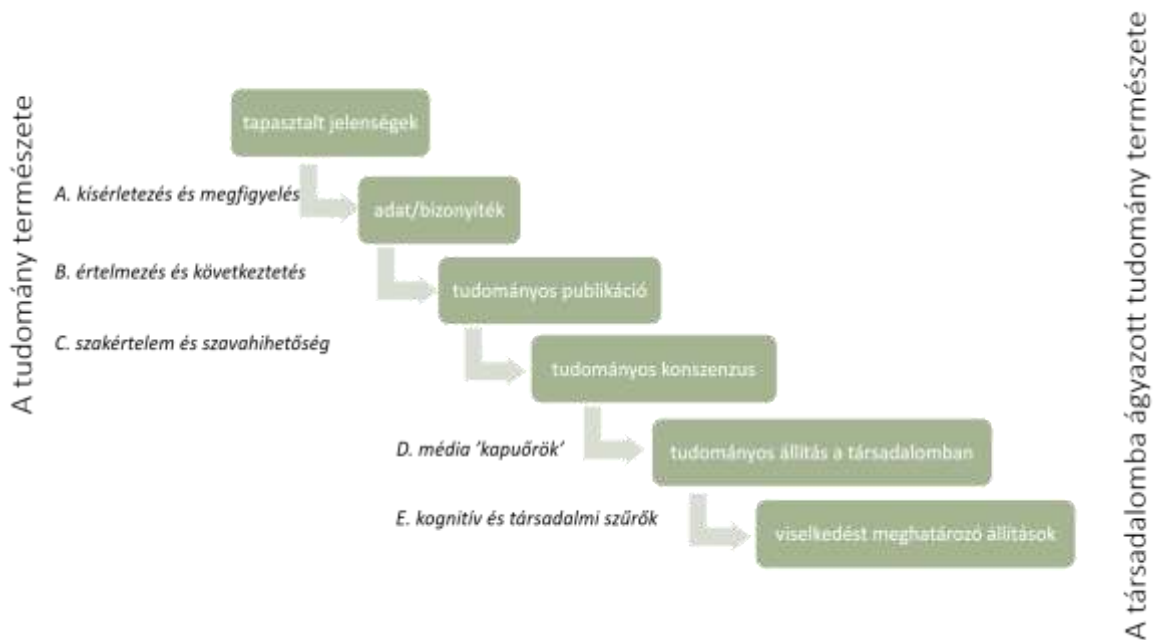 A tudomány természete
tapasztalt jelenségek
A. kísérletezés és megfigyelés
adat/bizonyíték
B. értelmezés és következtetés
tudományos publikáció
C. szakértelem és szavahihetőség
tudományos konszenzus
D. média ’kapuőrök’
tudományos állítás a társadalomban
E. kognitív és társadalmi szűrők
viselkedést meghatározó állítások
A társadalomba ágyazott tudomány természete